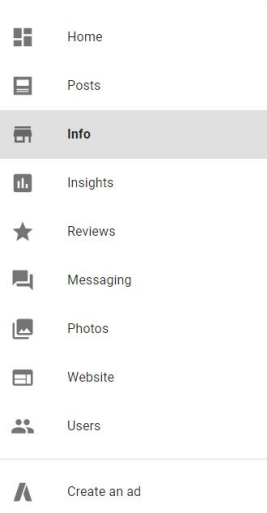 Home
Posts
Info
Insights
Reviews
Messaging
Photos
Website
Users
Create an ad